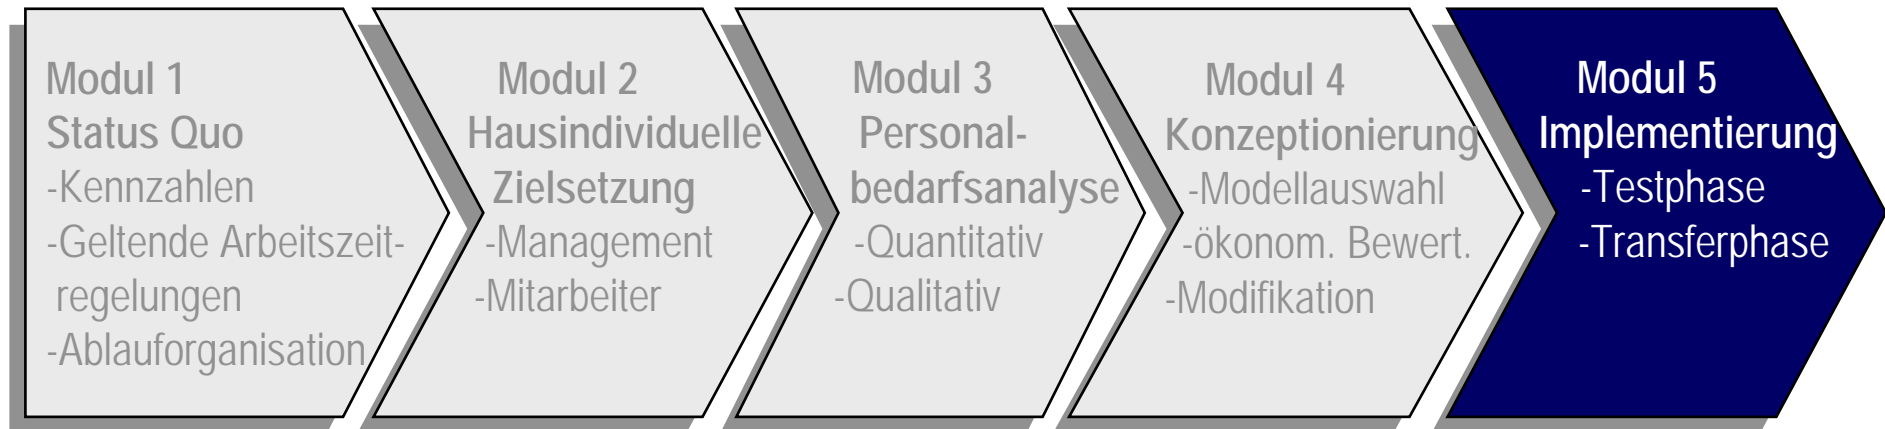 Modul 1
Status Quo
-Kennzahlen
-Geltende Arbeitszeit-
regelungen
-Ablauforganisation
Modul 2
Hausindividuelle
Zielsetzung
-Management
-Mitarbeiter
Modul 3
Personal-
bedarfsanalyse
-Quantitativ
-Qualitativ
Modul 4
Konzeptionierung
-Modellauswahl
-ökonom. Bewert.
-Modifikation
Modul 5
Implementierung
-Testphase
-Transferphase